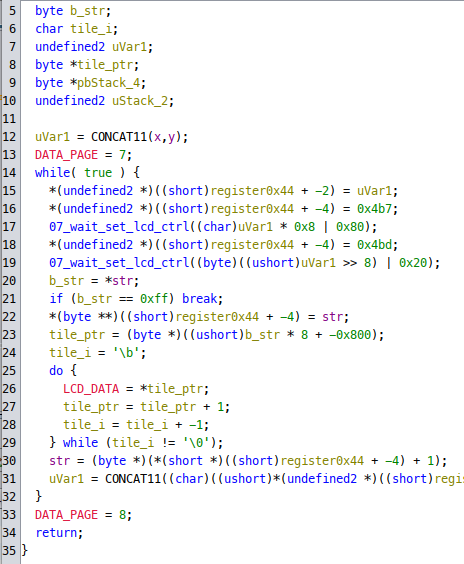 5 byte b_str;
6 char tile_i;
7 undefined2 uVar1;
8 byte *tile_ptr;
9 byte *pbStack_4;
10 undefined2 uStack_2;
11
12 uVar1 = CONCAT11(x,y);
13 DATA_PAGE = 7;
14 while( true ) {
15 *(undefined2 *)((short)register0x44 + -2) = uVar1;
16 *(undefined2 *)((short)register0x44 + -4) = 0x4b7;
17 07_wait_set_lcd_ctrl((char)uVar1 * 0x8 | 0x80);
18 *(undefined2 *)((short)register0x44 + -4) = 0x4bd;
19 07_wait_set_lcd_ctrl((byte)((ushort)uVar1 >> 8) | 0x20);
20 b_str = *str;
21 if (b_str == 0xff) break;
22 *(byte **)((short)register0x44 + -4) = str;
23 tile_ptr = (byte *)((ushort)b_str * 8 + -0x800);
24 tile_i = '\b';
25 do {
26 LCD_DATA = *tile_ptr;
27 tile_ptr = tile_ptr + 1;
28 tile_i = tile_i + -1;
29 } while (tile_i != '\0');
30 str = (byte *)(*(short *)((short)register0x44 + -4) + 1);
31 uVar1 = CONCAT11((char)((ushort)*(undefined2 *)((short)regis
32 }
33 DATA_PAGE = 8;
34 return;
35 }